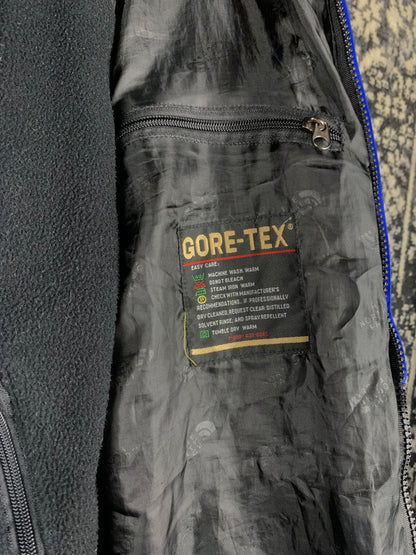 GORE-TEX®
EASY CARE:
MACHINE WASH WARM
DO NOT BLEACH
STEAM IRON WARM
CHECK WITH MANUFACTURER'S
RECOMMENDATIONS. IF PROFESSIONALLY
DRY CLEANED, REQUEST CLEAR DISTILLED
SOLVENT RINSE, AND SPRAY REPELLENT
TUMBLE DRY WARM